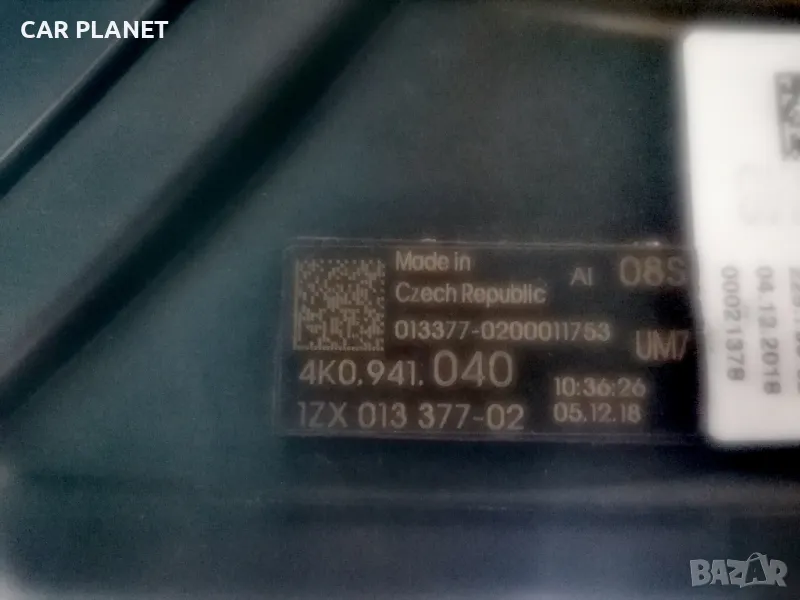 CAR PLANET
Made in
Czech Republic
AI 08S
013377-0200011753
UM7
4K0.941.040
10:36:26
1ZX 013 377-02
05.12.18
04.12.2018
00021378
BAZAR